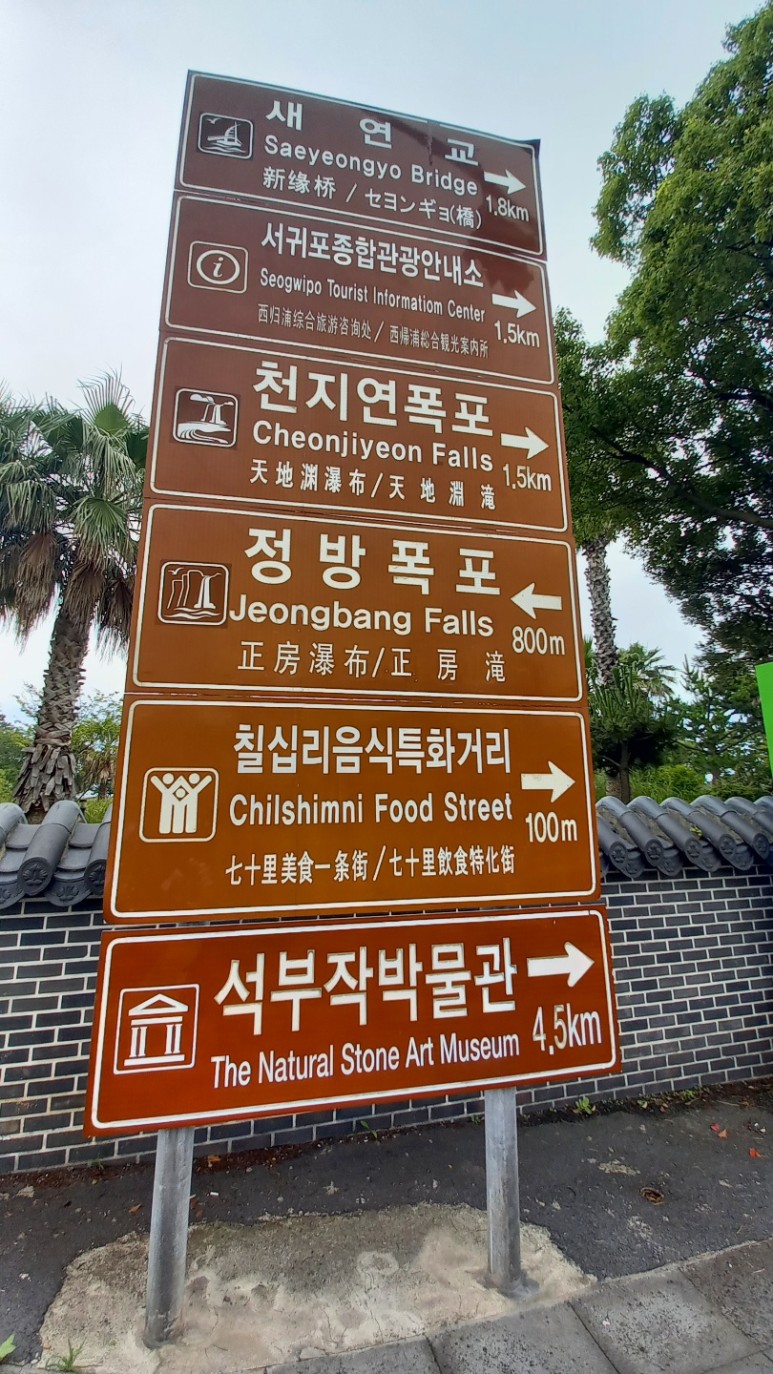 새 연 교
Saeyeongyo Bridge
新缘桥 / セヨンギョ(橋)
1.8km
서귀포종합관광안내소
Seogwipo Tourist Informatiom Center
西归浦综合旅游咨询处 / 西帰浦総合観光案内所
1.5km
천지연폭포
Cheonjiyeon Falls
天地渊瀑布/天地淵滝
1.5km
정방폭포
Jeongbang Falls
正房瀑布/正房滝
800m
칠십리음식특화거리
Chilshimni Food Street
七十里美食一条街/七十里飲食特化街
100m
석부작박물관
The Natural Stone Art Museum
4.5km